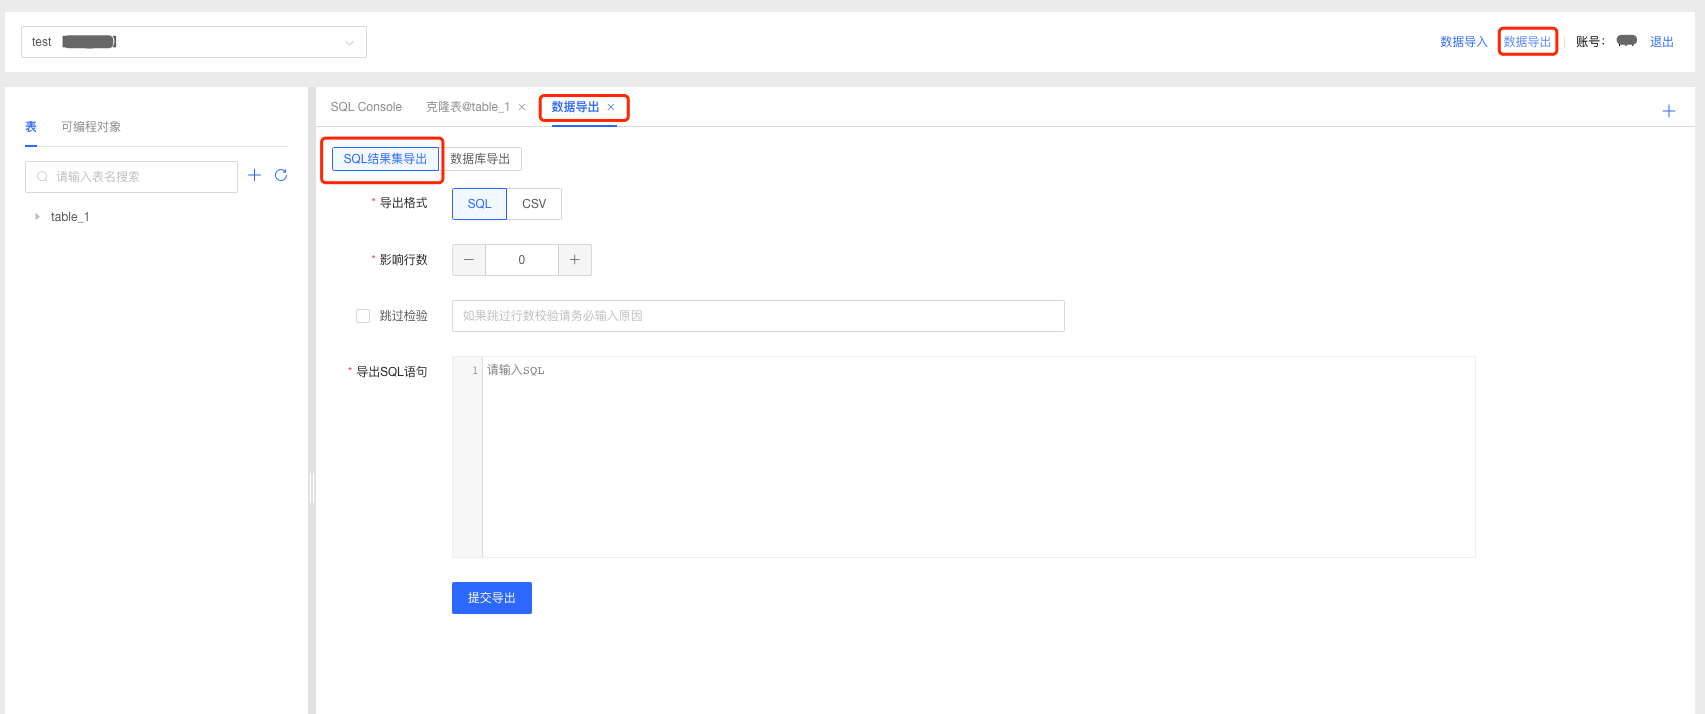 test
数据导入 数据导出 账号: 退出
表 可编程对象
请输入表名搜索
table_1
SQL Console 克隆表@table_1 数据导出
SQL结果集导出 数据库导出
* 导出格式 SQL CSV
* 影响行数 0
跳过检验 如果跳过行数校验请务必输入原因
* 导出SQL语句 1 请输入SQL
提交导出